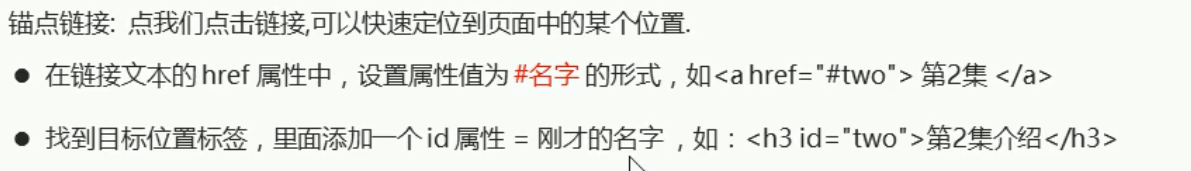 锚点链接: 点我们点击链接,可以快速定位到页面中的某个位置.
● 在链接文本的 href 属性中，设置属性值为 #名字 的形式，如<a href="#two"> 第2集 </a>
● 找到目标位置标签，里面添加一个 id 属性 = 刚才的名字 ，如：<h3 id="two">第2集介绍</h3>